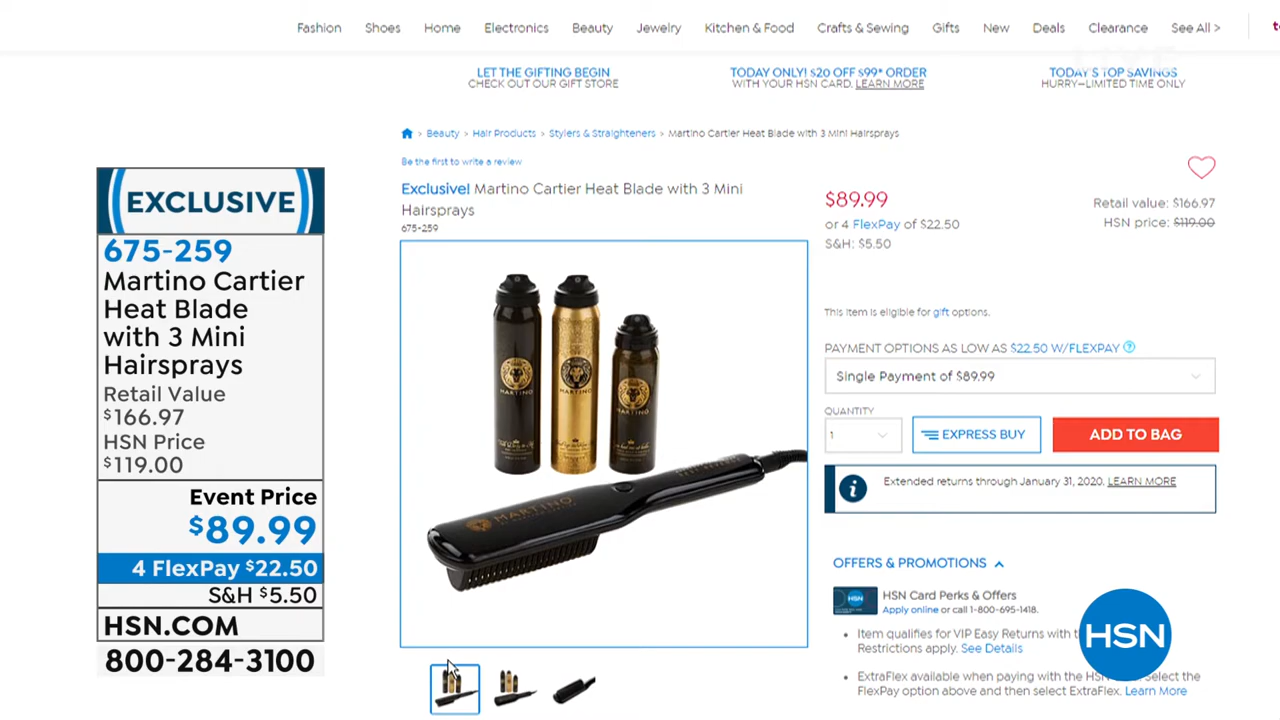 Fashion Shoes Home Electronics Beauty Jewelry Kitchen & Food Crafts & Sewing Gifts New Deals Clearance See All >
LET THE GIFTING BEGIN
CHECK OUT OUR GIFT STORE
TODAY ONLY! $20 OFF $99* ORDER
WITH YOUR HSN CARD. LEARN MORE
TODAY'S TOP SAVINGS
HURRY—LIMITED TIME ONLY
> Beauty > Hair Products > Stylers & Straighteners > Martino Cartier Heat Blade with 3 Mini Hairsprays
Be the first to write a review
Exclusive! Martino Cartier Heat Blade with 3 Mini
Hairsprays
675-259
EXCLUSIVE
675-259
Martino Cartier
Heat Blade
with 3 Mini
Hairsprays
Retail Value
$166.97
HSN Price
$119.00
Event Price
$89.99
4 FlexPay $22.50
S&H $5.50
HSN.COM
800-284-3100
MARTINO
MARTINO
MARTINO
MARTINO
$89.99
or 4 FlexPay of $22.50
S&H: $5.50
Retail value: $166.97
HSN price: $119.00
This item is eligible for gift options.
PAYMENT OPTIONS AS LOW AS $22.50 W/FLEXPAY ?
Single Payment of $89.99
QUANTITY
1
EXPRESS BUY
ADD TO BAG
Extended returns through January 31, 2020. LEARN MORE
OFFERS & PROMOTIONS
HSN
HSN Card Perks & Offers
Apply online or call 1-800-695-1418.
Item qualifies for VIP Easy Returns with
Restrictions apply. See Details
ExtraFlex available when paying with the HSN Select the
FlexPay option above and then select ExtraFlex. Learn More
HSN